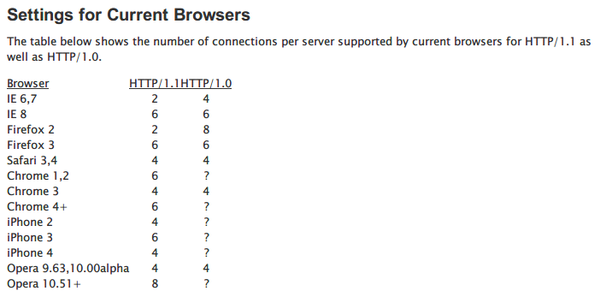 Settings for Current Browsers
The table below shows the number of connections per server supported by current browsers for HTTP/1.1 as
well as HTTP/1.0.
Browser HTTP/1.1HTTP/1.0
IE 6,7 2 4
IE 8 6 6
Firefox 2 2 8
Firefox 3 6 6
Safari 3,4 4 4
Chrome 1,2 6 ?
Chrome 3 4 4
Chrome 4+ 6 ?
iPhone 2 4 ?
iPhone 3 6 ?
iPhone 4 4 ?
Opera 9.63,10.00alpha 4 4
Opera 10.51+ 8 ?